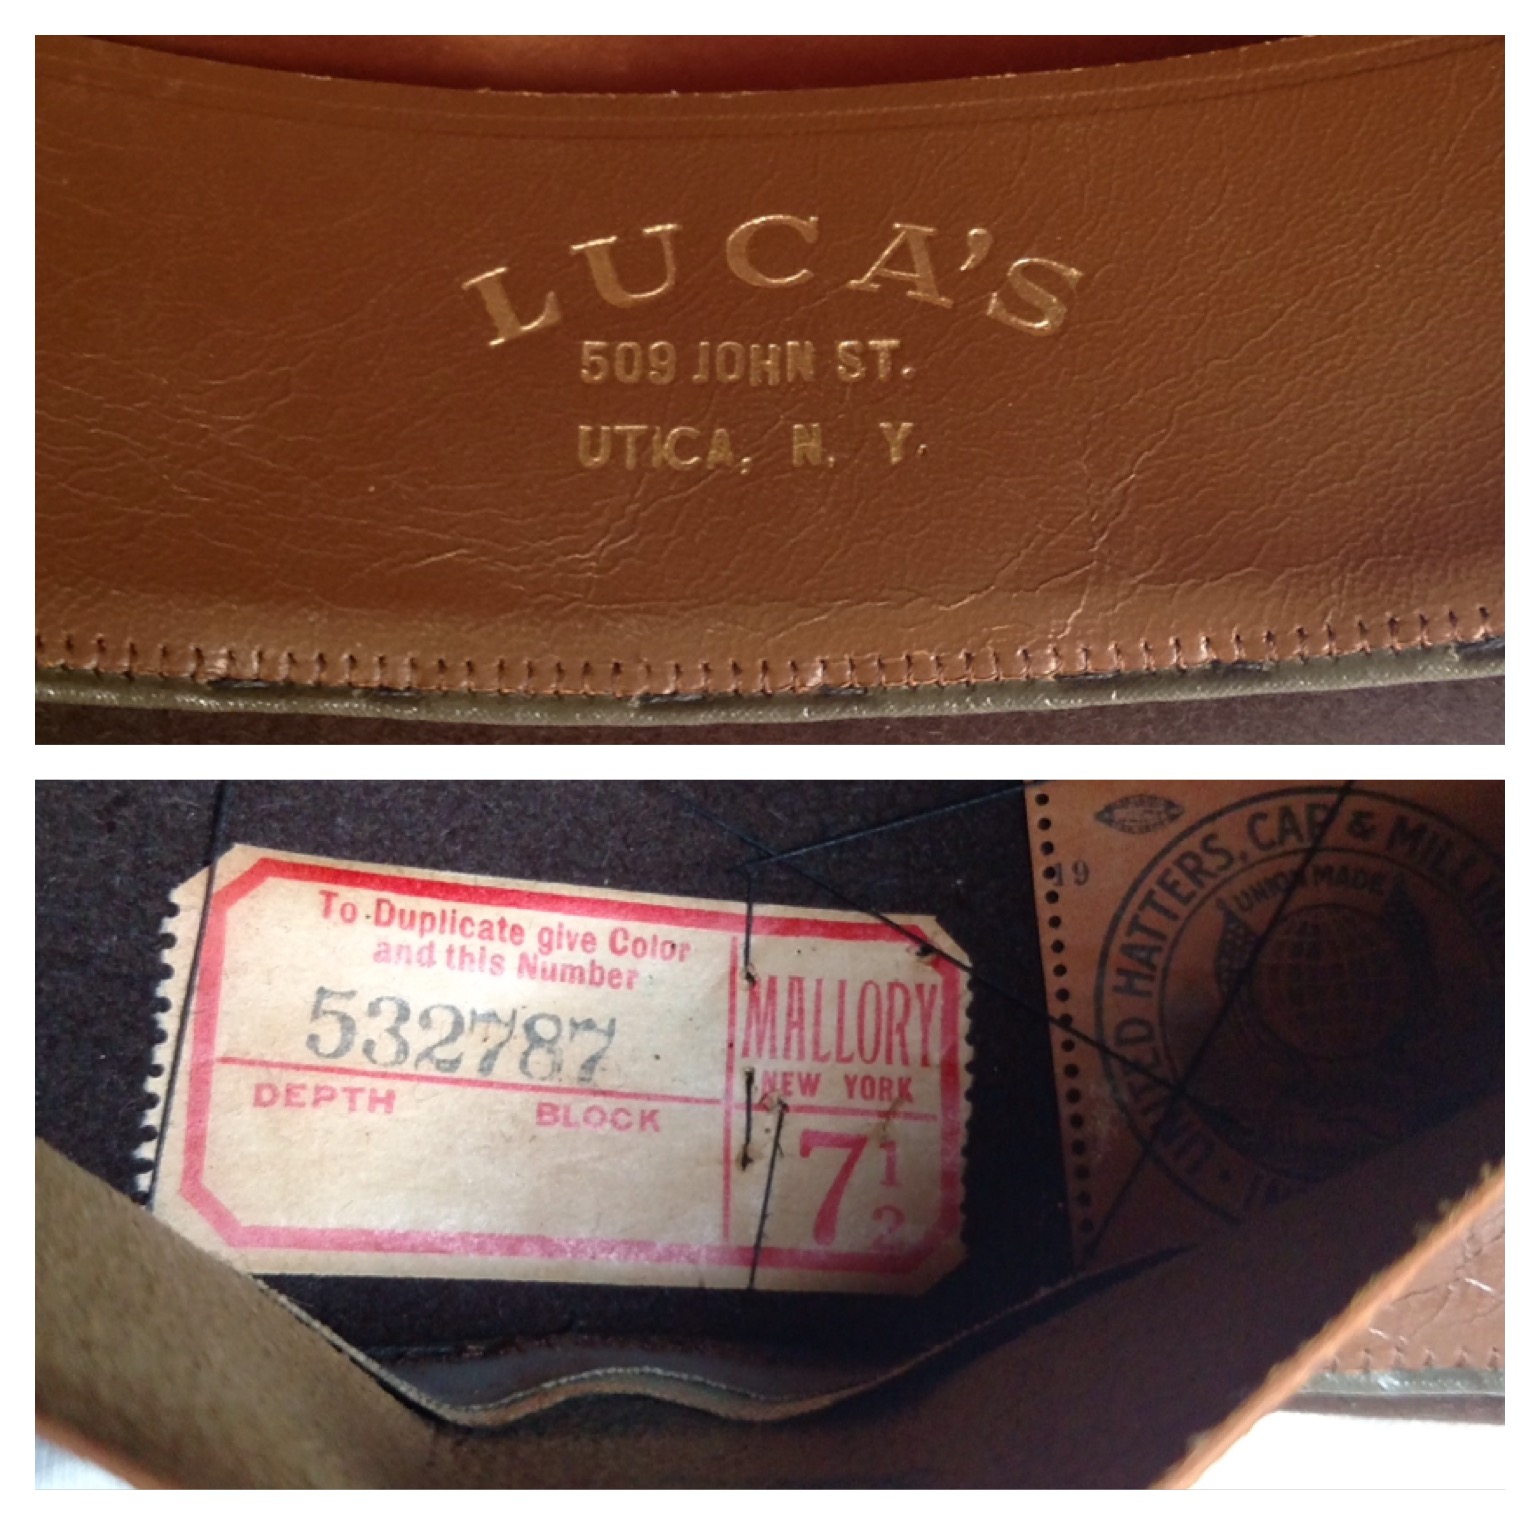 LUCA'S
509 JOHN ST.
UTICA, N. Y.
To Duplicate give Color
and this Number
532787
DEPTH BLOCK
MALLORY
NEW YORK
7 1/2
19
UNITED HATTERS, CAP & MILLIN
UNION MADE